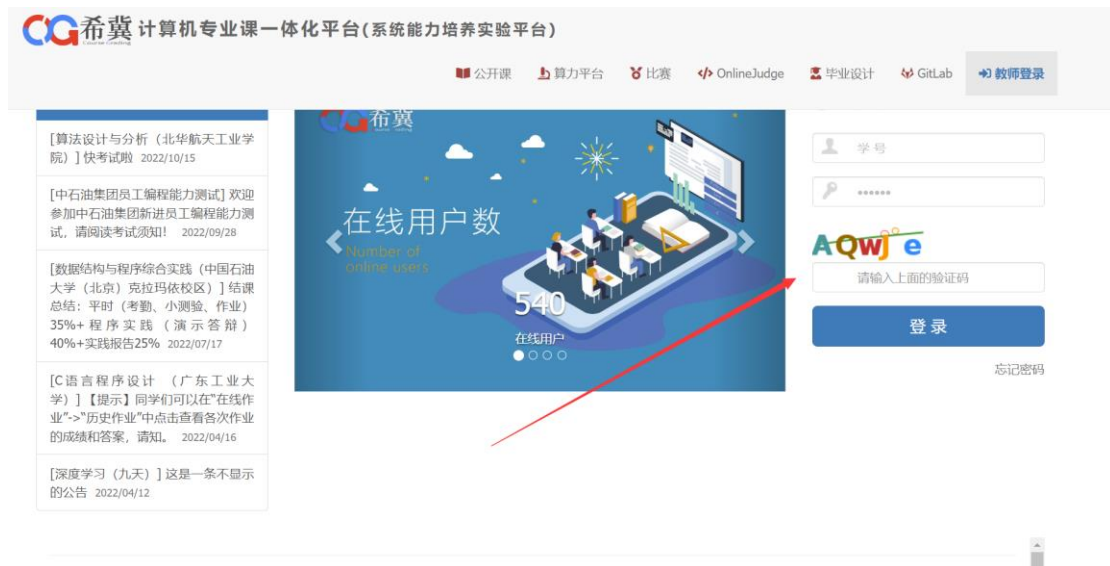 希冀 计算机专业课一体化平台(系统能力培养实验平台)
公开课 算力平台 比赛 </> OnlineJudge 毕业设计 GitLab 教师登录
[算法设计与分析（北华航天工业学
院）] 快考试啦 2022/10/15
[中石油集团员工编程能力测试] 欢迎
参加中石油集团新进员工编程能力测
试，请阅读考试须知！ 2022/09/28
[数据结构与程序综合实践（中国石油
大学（北京）克拉玛依校区）] 结课
总结：平时（考勤、小测验、作业）
35%+程序实践（演示答辩）
40%+实践报告25% 2022/07/17
[C语言程序设计 （广东工业大
学）] 【提示】同学们可以在"在线作
业"->"历史作业"中点击查看各次作业
的成绩和答案，请知。 2022/04/16
[深度学习（九天）] 这是一条不显示
的公告 2022/04/12
希冀
在线用户数
Number of
online users
540
在线用户
学号
AQwJe
请输入上面的验证码
登录
忘记密码